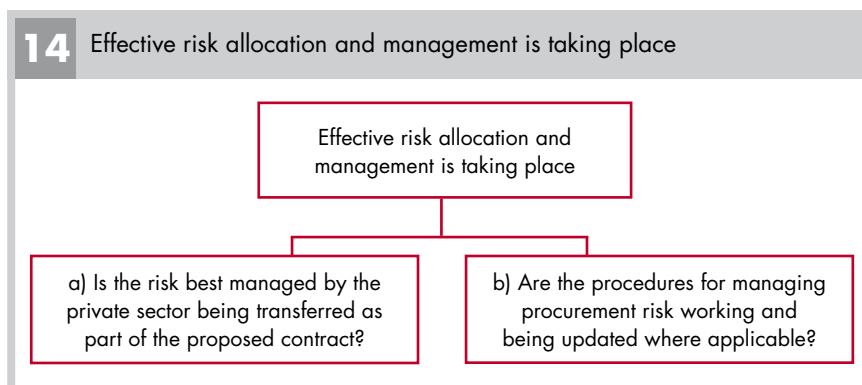 14 Effective risk allocation and management is taking place
Effective risk allocation and
management is taking place
a) Is the risk best managed by the
private sector being transferred as
part of the proposed contract?
b) Are the procedures for managing
procurement risk working and
being updated where applicable?